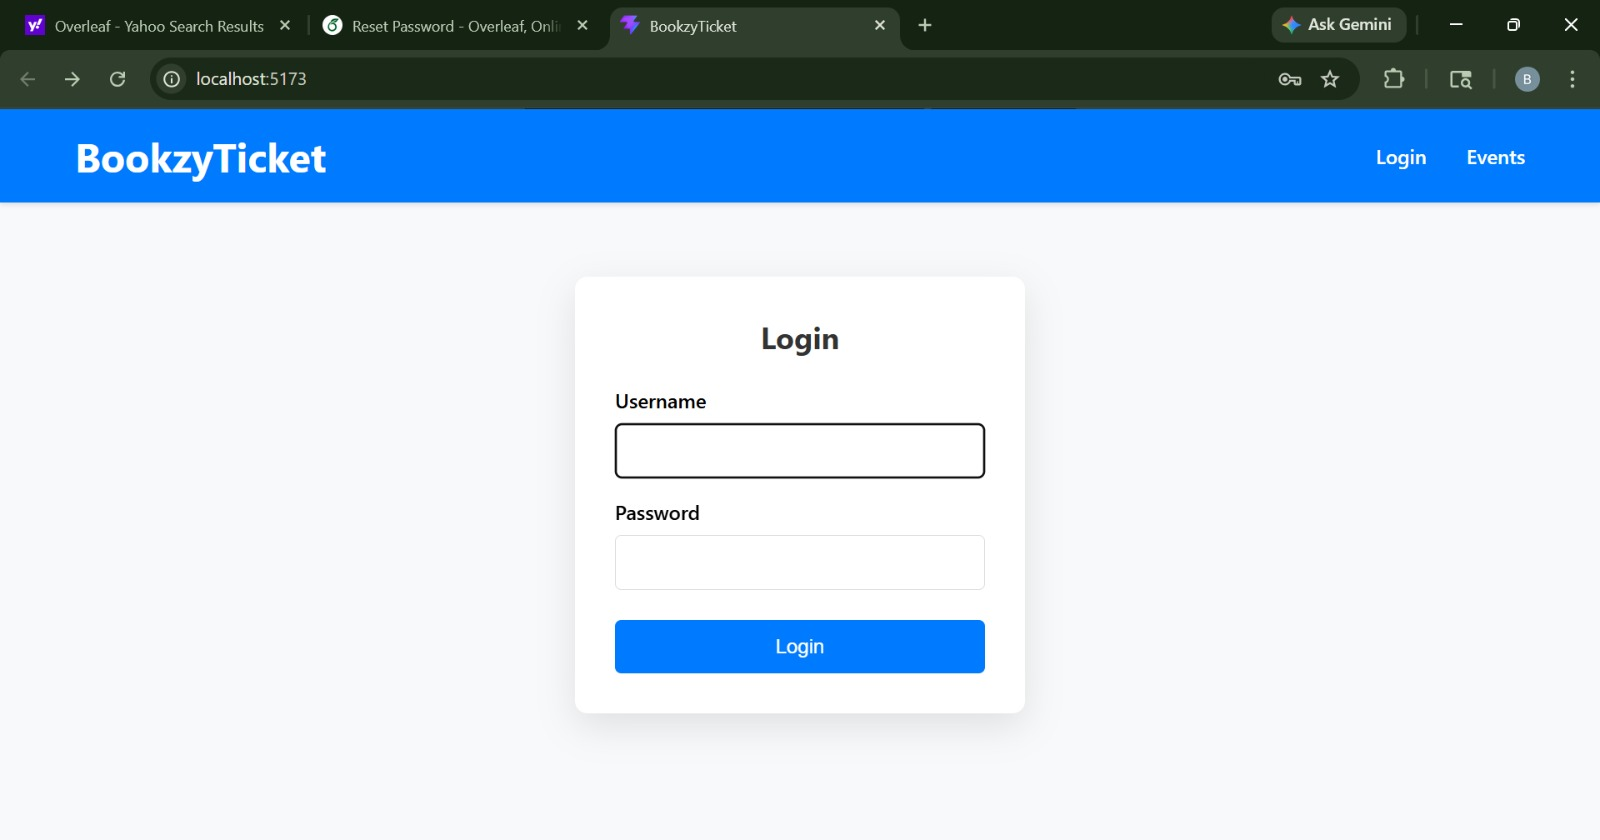 Overleaf - Yahoo Search Results
Reset Password - Overleaf, Onli
BookzyTicket
Ask Gemini
localhost:5173
B
BookzyTicket
Login
Events
Login
Username
Password
Login